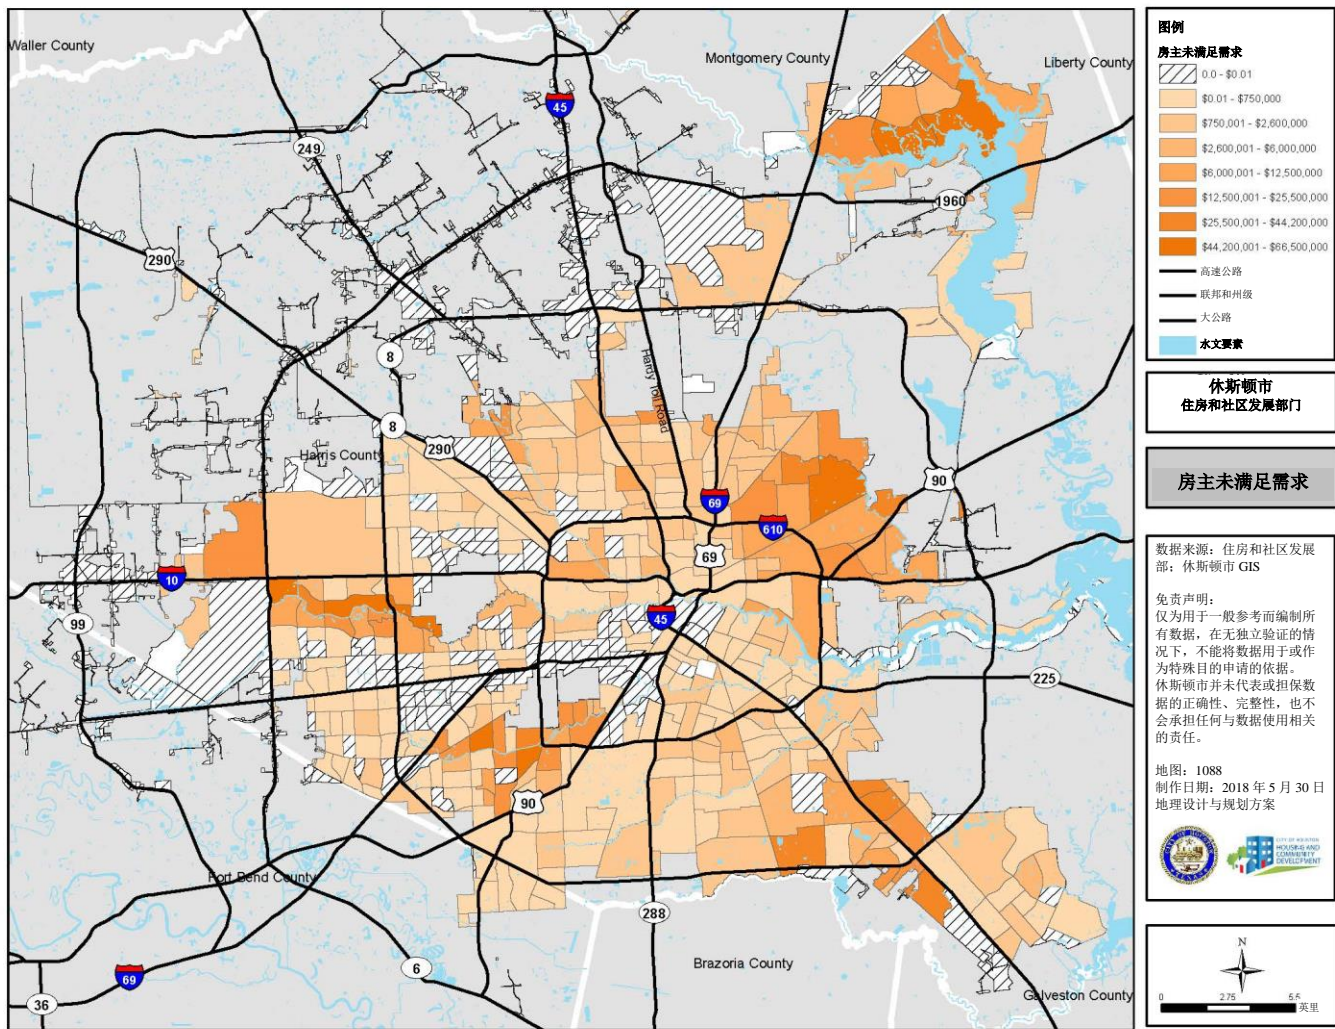 Waller County
Montgomery County
Liberty County
45
249
1960
290
8
Hardy Toll Road
8
290
Harris County
90
69
610
69
10
99
45
225
90
Fort Bend County
288
6
69
36
Brazoria County
Galveston County
图例
房主未满足需求
0.0 - $0.01
$0.01 - $750,000
$750,001 - $2,600,000
$2,600,001 - $6,000,000
$6,000,001 - $12,500,000
$12,500,001 - $25,500,000
$25,500,001 - $44,200,000
$44,200,001 - $66,500,000
高速公路
联邦和州级
大公路
水文要素
休斯顿市
住房和社区发展部门
房主未满足需求
数据来源：住房和社区发展
部：休斯顿市 GIS
免责声明：
仅为用于一般参考而编制所
有数据，在无独立验证的情
况下，不能将数据用于或作
为特殊目的申请的依据。
休斯顿市并未代表或担保数
据的正确性、完整性，也不
会承担任何与数据使用相关
的责任。
地图：1088
制作日期：2018 年 5 月 30 日
地理设计与规划方案
CITY OF HOUSTON
HOUSING AND
COMMUNITY
DEVELOPMENT
N
0 2.75 5.5
英里